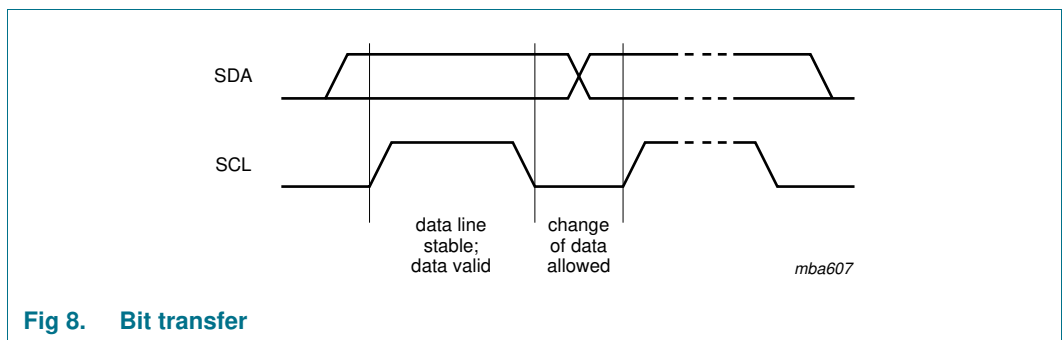 SDA
SCL
data line
stable;
data valid
change
of data
allowed
mba607
Fig 8. Bit transfer